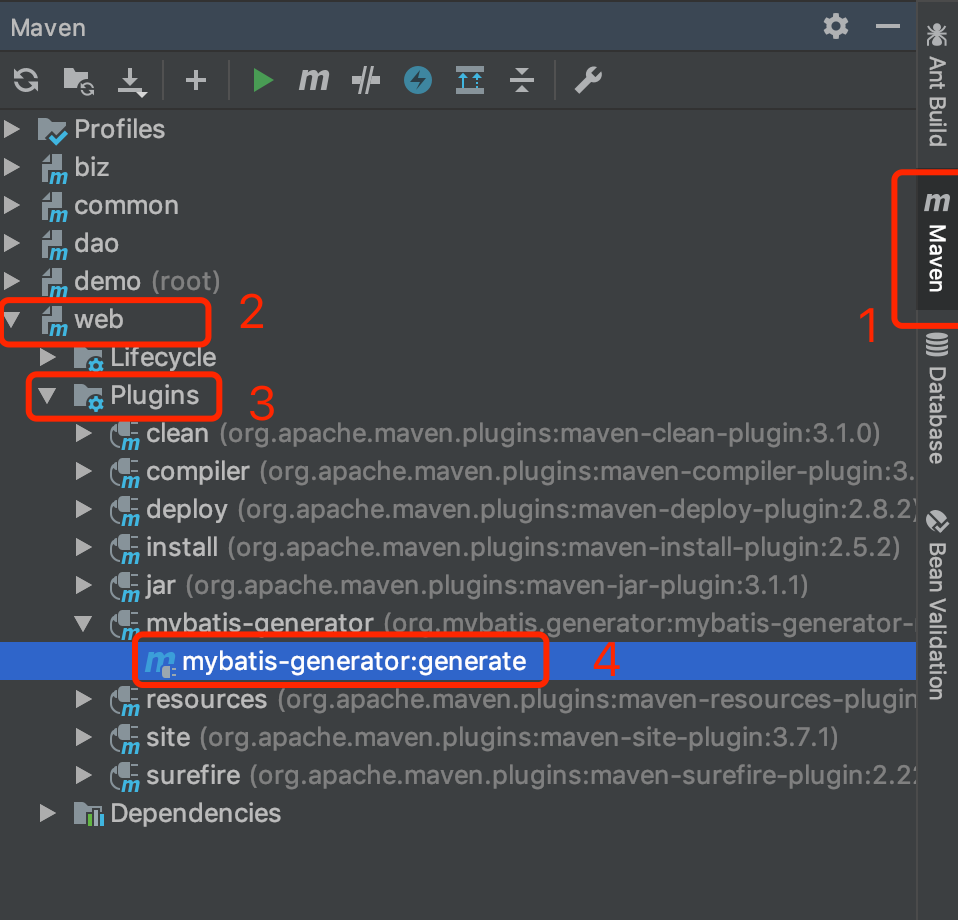 Maven
Profiles
biz
common
dao
demo (root)
web
2
Lifecycle
Plugins
3
clean (org.apache.maven.plugins:maven-clean-plugin:3.1.0)
compiler (org.apache.maven.plugins:maven-compiler-plugin:3.
deploy (org.apache.maven.plugins:maven-deploy-plugin:2.8.2)
install (org.apache.maven.plugins:maven-install-plugin:2.5.2)
jar (org.apache.maven.plugins:maven-jar-plugin:3.1.1)
mybatis-generator (org.mybatis.generator:mybatis-generator-
mybatis-generator:generate
4
resources (org.apache.maven.plugins:maven-resources-plugin
site (org.apache.maven.plugins:maven-site-plugin:3.7.1)
surefire (org.apache.maven.plugins:maven-surefire-plugin:2.22
Dependencies
Ant Build
1
Maven
Database
Bean Validation